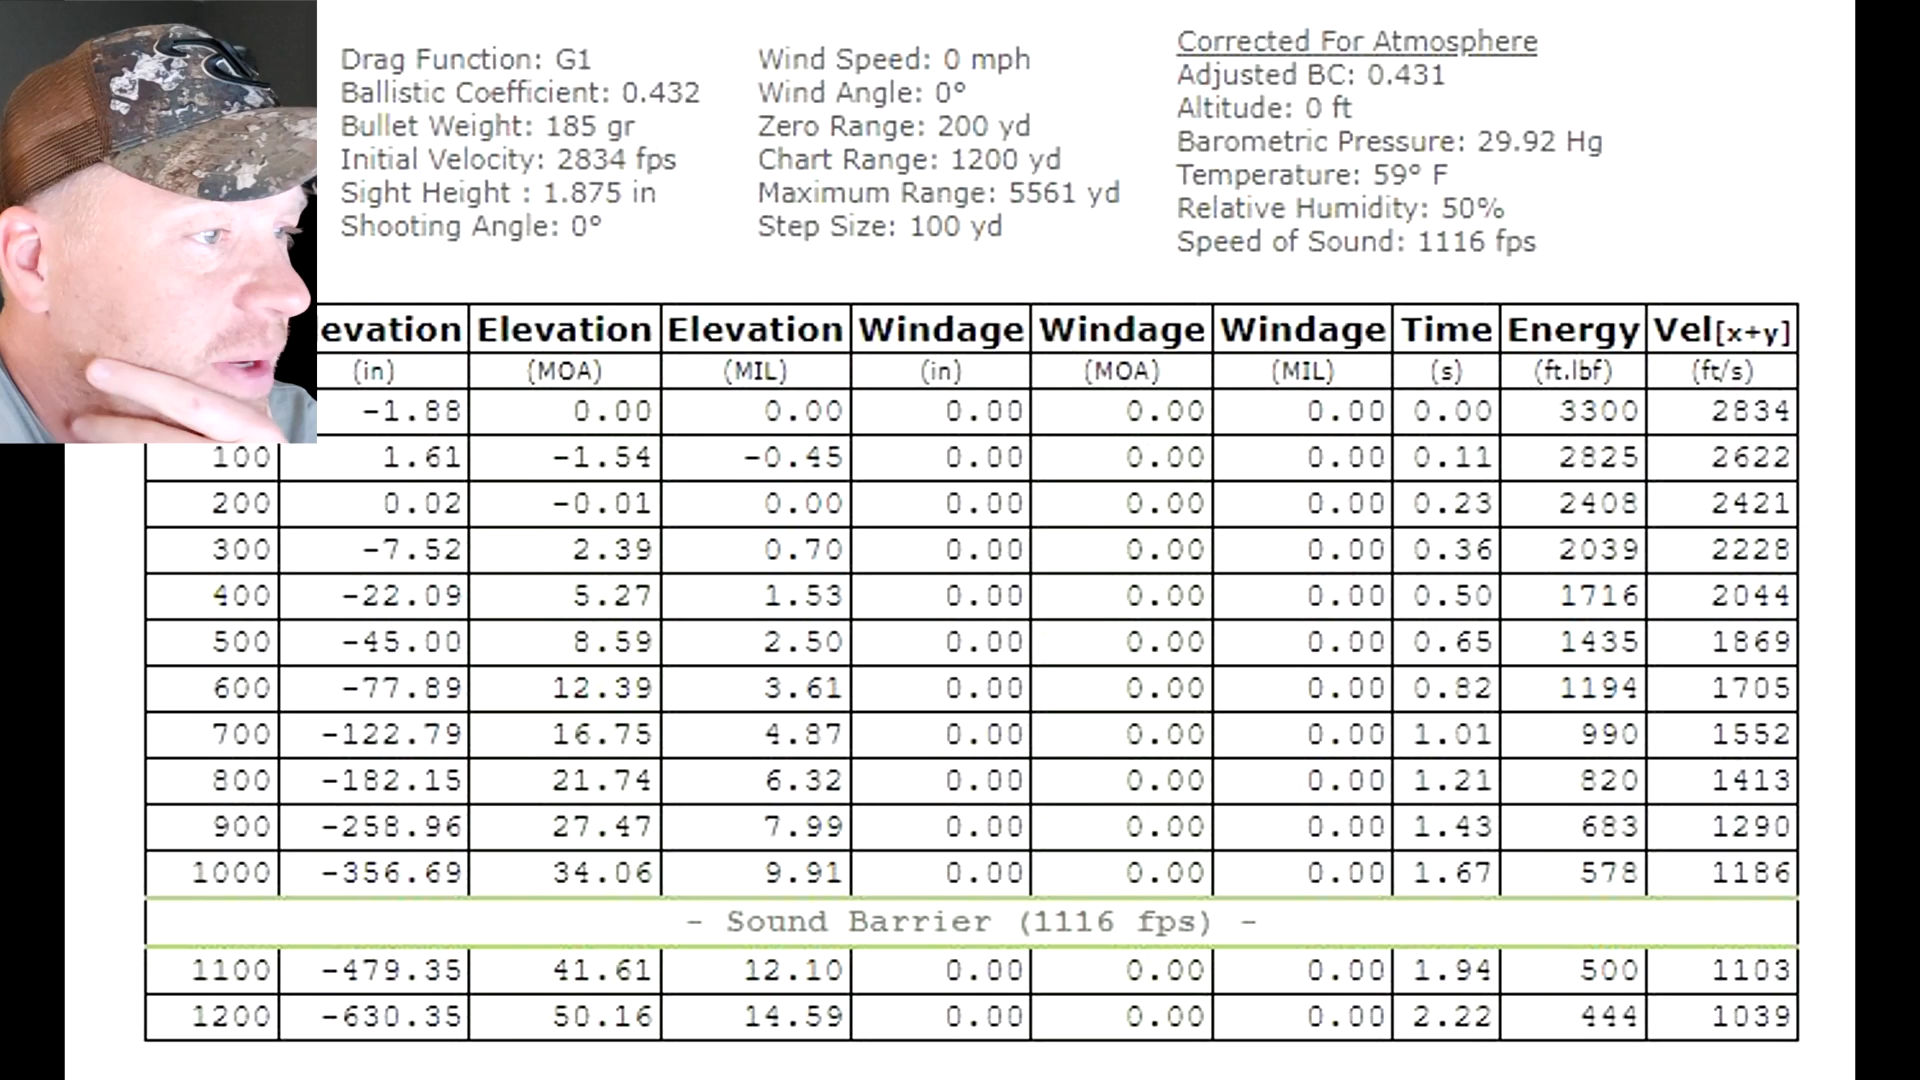 Drag Function: G1
Ballistic Coefficient: 0.432
Bullet Weight: 185 gr
Initial Velocity: 2834 fps
Sight Height : 1.875 in
Shooting Angle: 0°
Wind Speed: 0 mph
Wind Angle: 0°
Zero Range: 200 yd
Chart Range: 1200 yd
Maximum Range: 5561 yd
Step Size: 100 yd
Corrected For Atmosphere
Adjusted BC: 0.431
Altitude: 0 ft
Barometric Pressure: 29.92 Hg
Temperature: 59° F
Relative Humidity: 50%
Speed of Sound: 1116 fps
evation Elevation Elevation Windage Windage Windage Time Energy Vel[x+y]
(in) (MOA) (MIL) (in) (MOA) (MIL) (s) (ft.lbf) (ft/s)
-1.88 0.00 0.00 0.00 0.00 0.00 0.00 3300 2834
100 1.61 -1.54 -0.45 0.00 0.00 0.00 0.11 2825 2622
200 0.02 -0.01 0.00 0.00 0.00 0.00 0.23 2408 2421
300 -7.52 2.39 0.70 0.00 0.00 0.00 0.36 2039 2228
400 -22.09 5.27 1.53 0.00 0.00 0.00 0.50 1716 2044
500 -45.00 8.59 2.50 0.00 0.00 0.00 0.65 1435 1869
600 -77.89 12.39 3.61 0.00 0.00 0.00 0.82 1194 1705
700 -122.79 16.75 4.87 0.00 0.00 0.00 1.01 990 1552
800 -182.15 21.74 6.32 0.00 0.00 0.00 1.21 820 1413
900 -258.96 27.47 7.99 0.00 0.00 0.00 1.43 683 1290
1000 -356.69 34.06 9.91 0.00 0.00 0.00 1.67 578 1186
- Sound Barrier (1116 fps) -
1100 -479.35 41.61 12.10 0.00 0.00 0.00 1.94 500 1103
1200 -630.35 50.16 14.59 0.00 0.00 0.00 2.22 444 1039